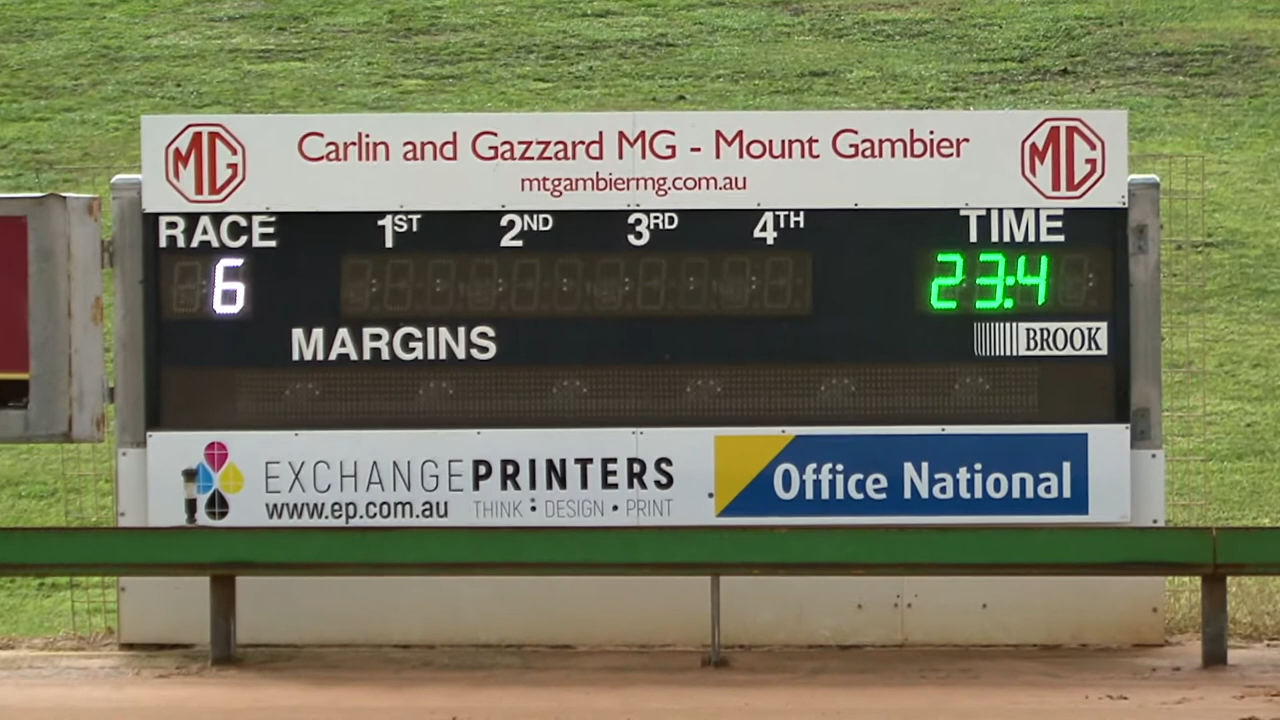 MG Carlin and Gazzard MG - Mount Gambier MG
mtgambiermg.com.au
RACE 1ST 2ND 3RD 4TH TIME
6 23:4
MARGINS BROOK
EXCHANGEPRINTERS Office National
www.ep.com.au THINK : DESIGN • PRINT